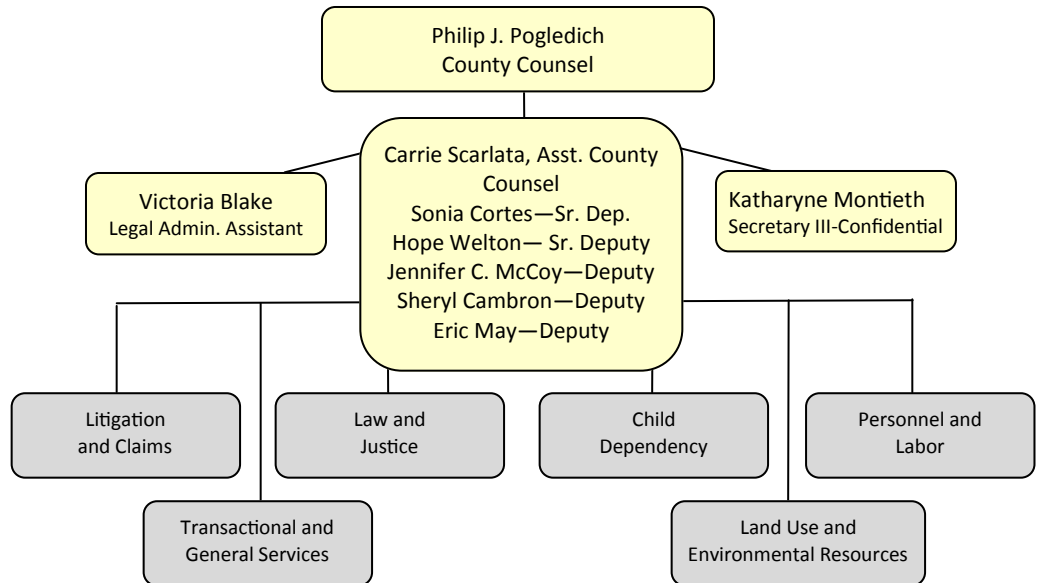 Philip J. Pogledich
County Counsel
Carrie Scarlata, Asst. County
Counsel
Sonia Cortes—Sr. Dep.
Hope Welton— Sr. Deputy
Jennifer C. McCoy—Deputy
Sheryl Cambron—Deputy
Eric May—Deputy
Victoria Blake
Legal Admin. Assistant
Katharyne Montieth
Secretary III-Confidential
Litigation
and Claims
Law and
Justice
Child
Dependency
Personnel and
Labor
Transactional and
General Services
Land Use and
Environmental Resources